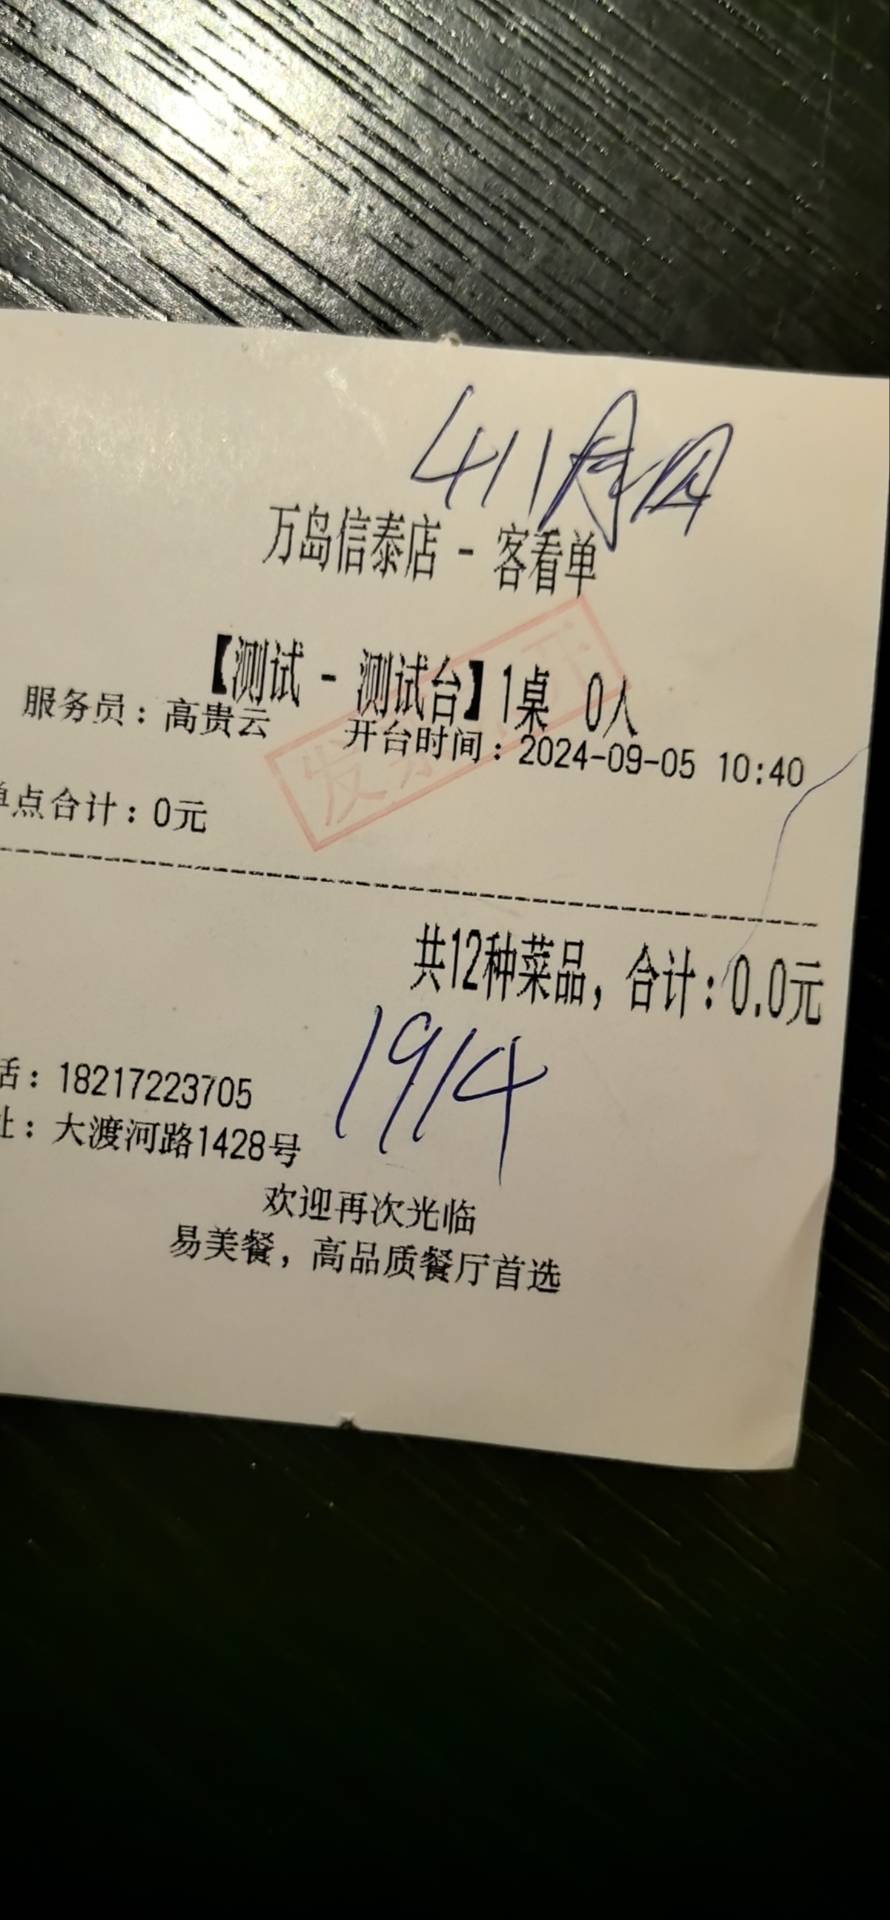 411
万岛信泰店 - 客看单
【测试 - 测试台】1桌 0人
服务员：高贵云 开台时间：2024-09-05 10:40
单点合计：0元
共12种菜品，合计：0.0元
1914
话：18217223705
址：大渡河路1428号
欢迎再次光临
易美餐，高品质餐厅首选